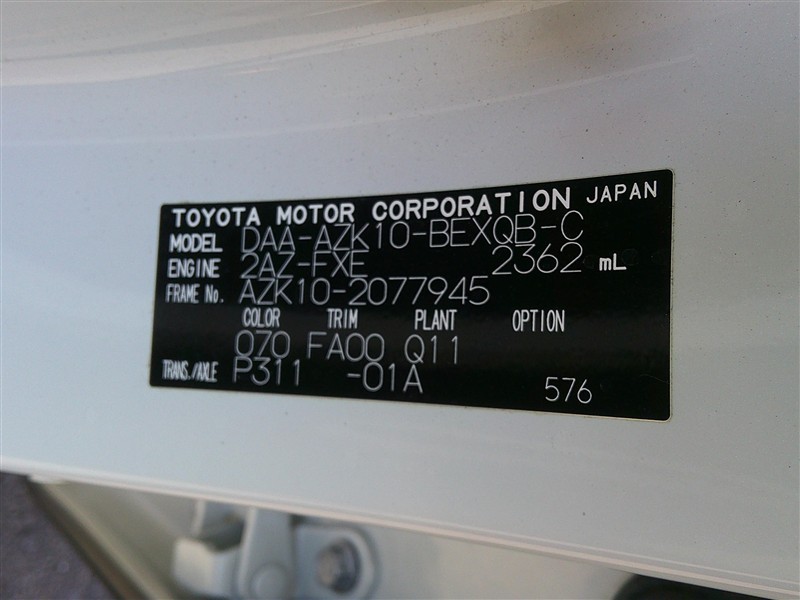 TOYOTA MOTOR CORPORATION JAPAN
MODEL DAA-AZK10-BEXQB-C
ENGINE 2AZ-FXE 2362 mL
FRAME No. AZK10-2077945
COLOR TRIM PLANT OPTION
070 FA00 Q11
TRANS./AXLE P311 -01A
576